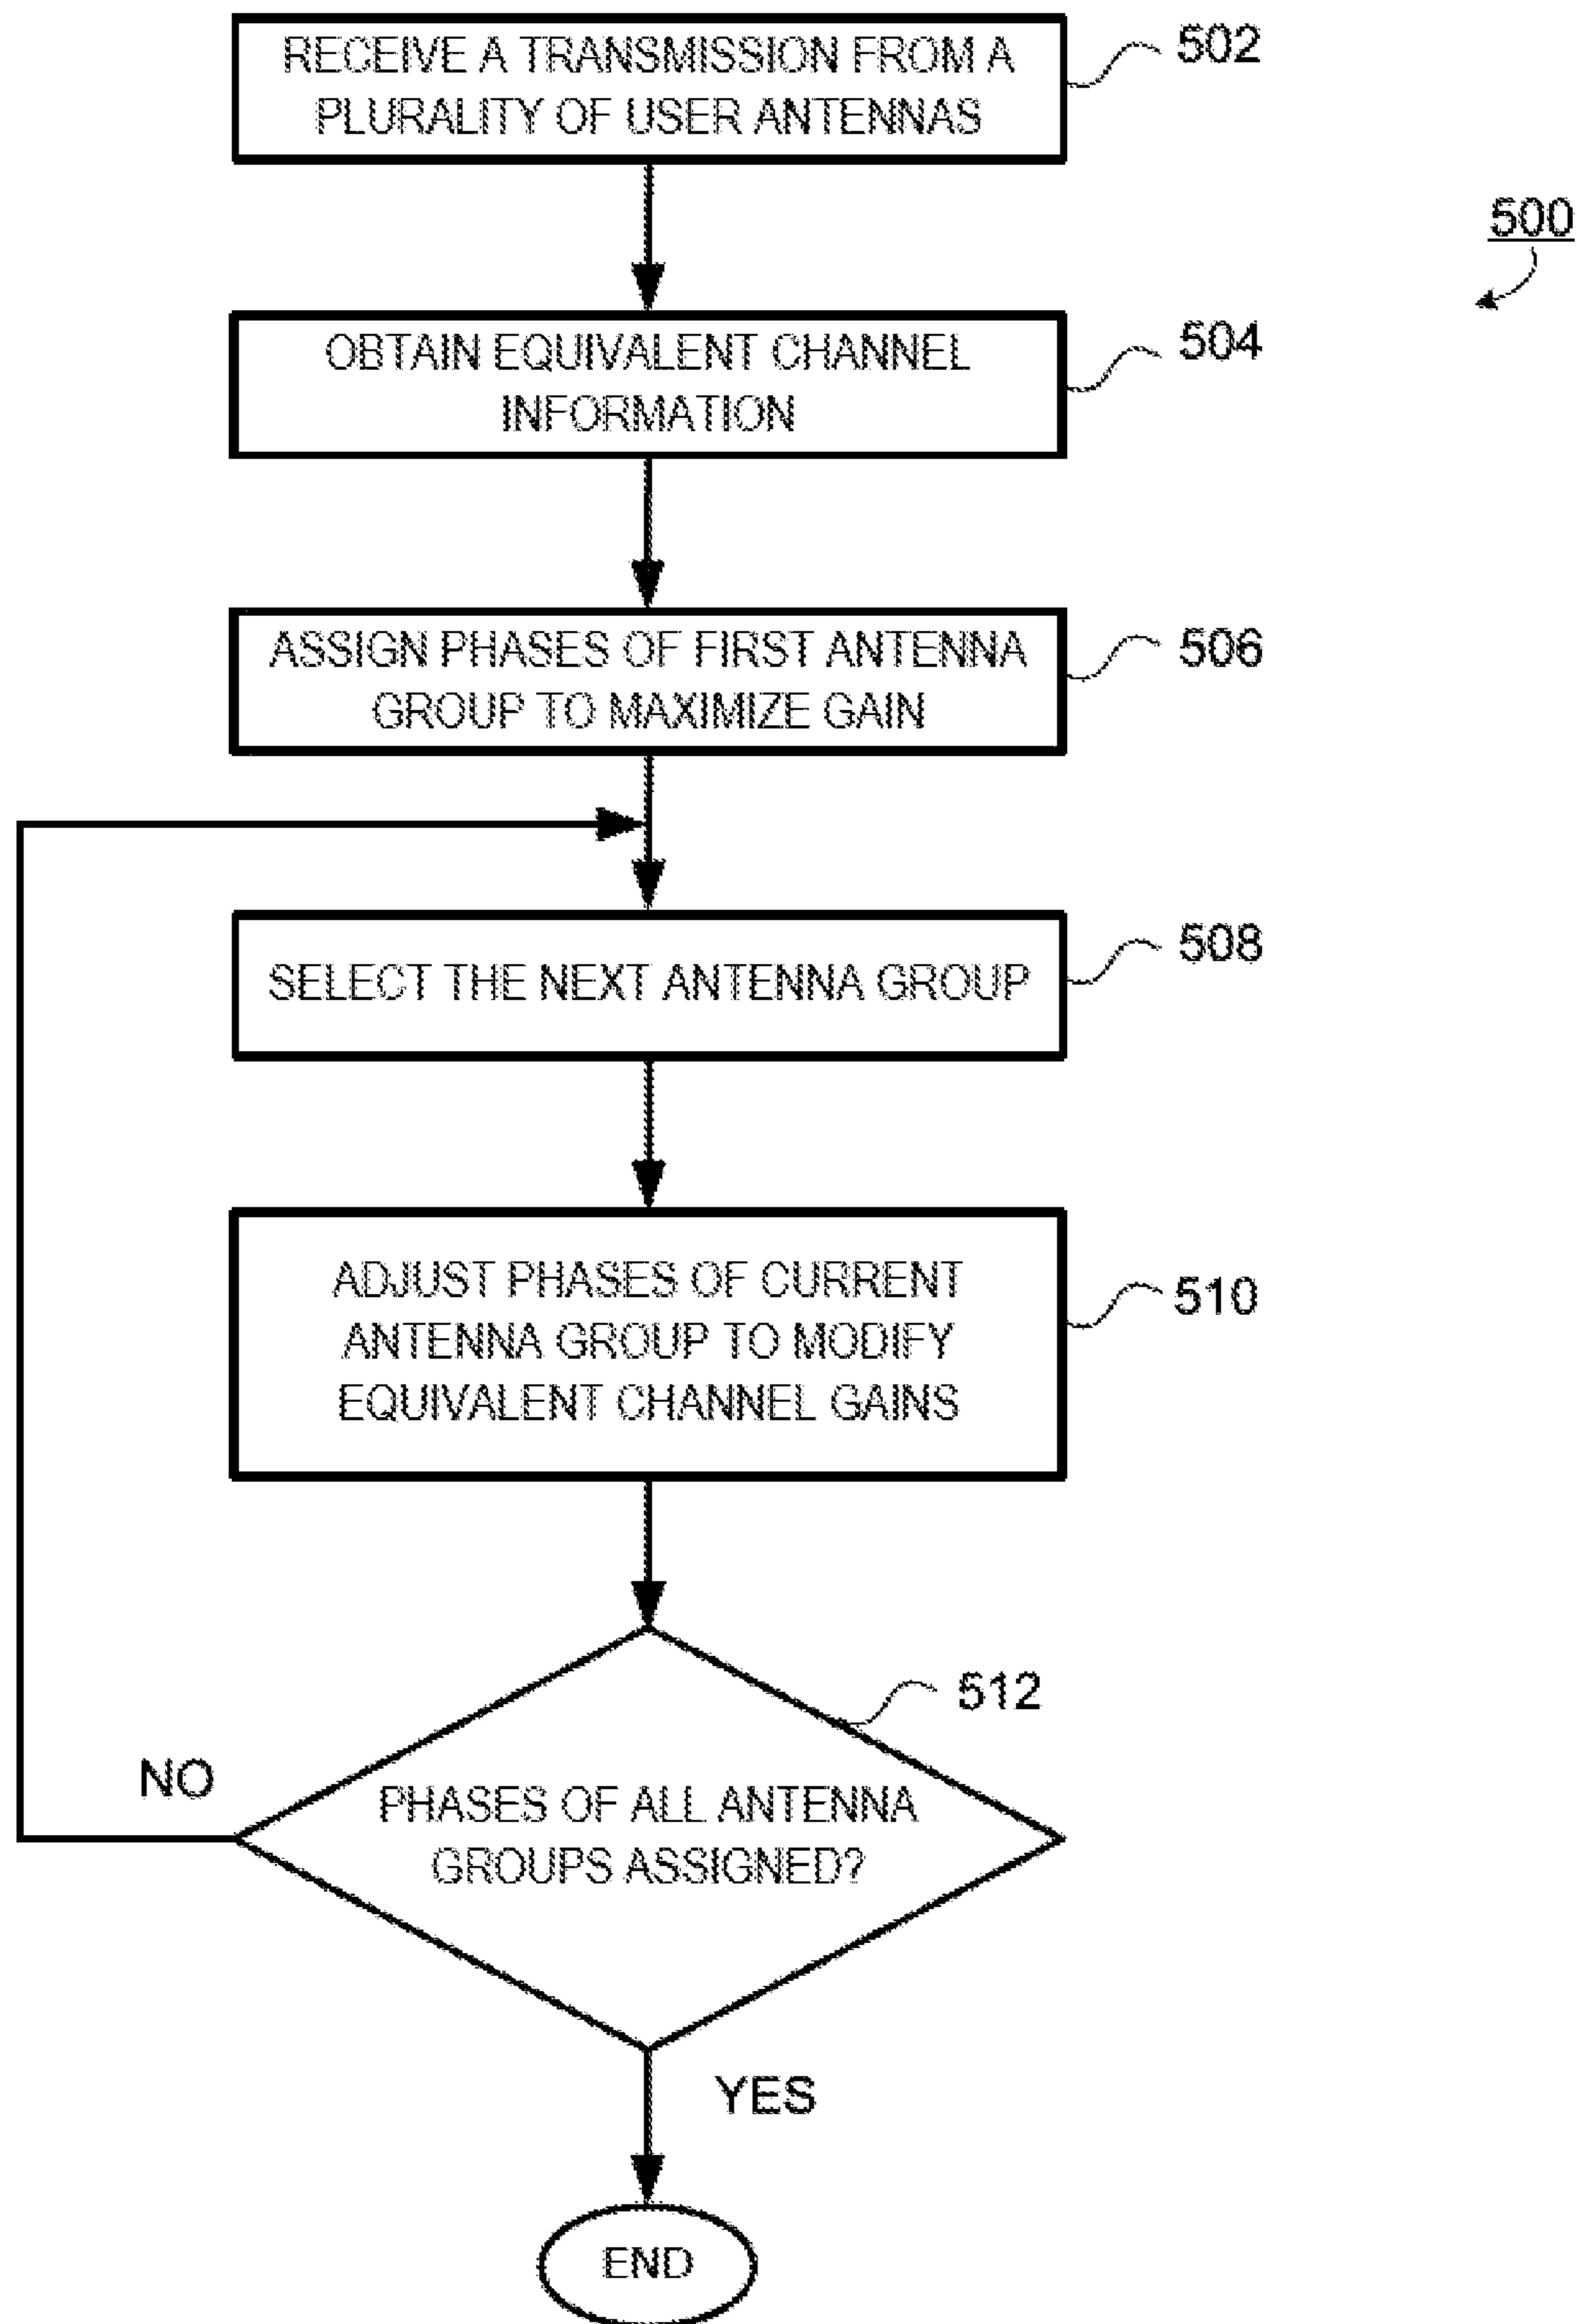 RECEIVE A TRANSMISSION FROM A
PLURALITY OF USER ANTENNAS
502
500
OBTAIN EQUIVALENT CHANNEL
INFORMATION
504
ASSIGN PHASES OF FIRST ANTENNA
GROUP TO MAXIMIZE GAIN
506
SELECT THE NEXT ANTENNA GROUP
508
ADJUST PHASES OF CURRENT
ANTENNA GROUP TO MODIFY
EQUIVALENT CHANNEL GAINS
510
512
NO
PHASES OF ALL ANTENNA
GROUPS ASSIGNED?
YES
END